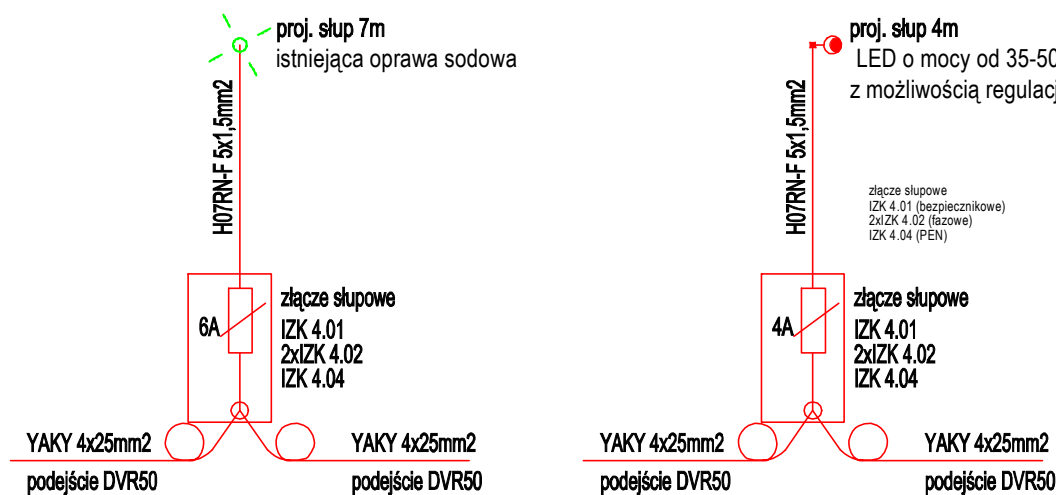 proj. słup 7m
istniejąca oprawa sodowa
H07RN-F 5x1,5mm2
6A
złącze słupowe
IZK 4.01
2xIZK 4.02
IZK 4.04
YAKY 4x25mm2
podejście DVR50
YAKY 4x25mm2
podejście DVR50
proj. słup 4m
LED o mocy od 35-50
z możliwością regulacj
H07RN-F 5x1,5mm2
złącze słupowe
IZK 4.01 (bezpiecznikowe)
2xIZK 4.02 (fazowe)
IZK 4.04 (PEN)
4A
złącze słupowe
IZK 4.01
2xIZK 4.02
IZK 4.04
YAKY 4x25mm2
podejście DVR50
YAKY 4x25mm2
podejście DVR50